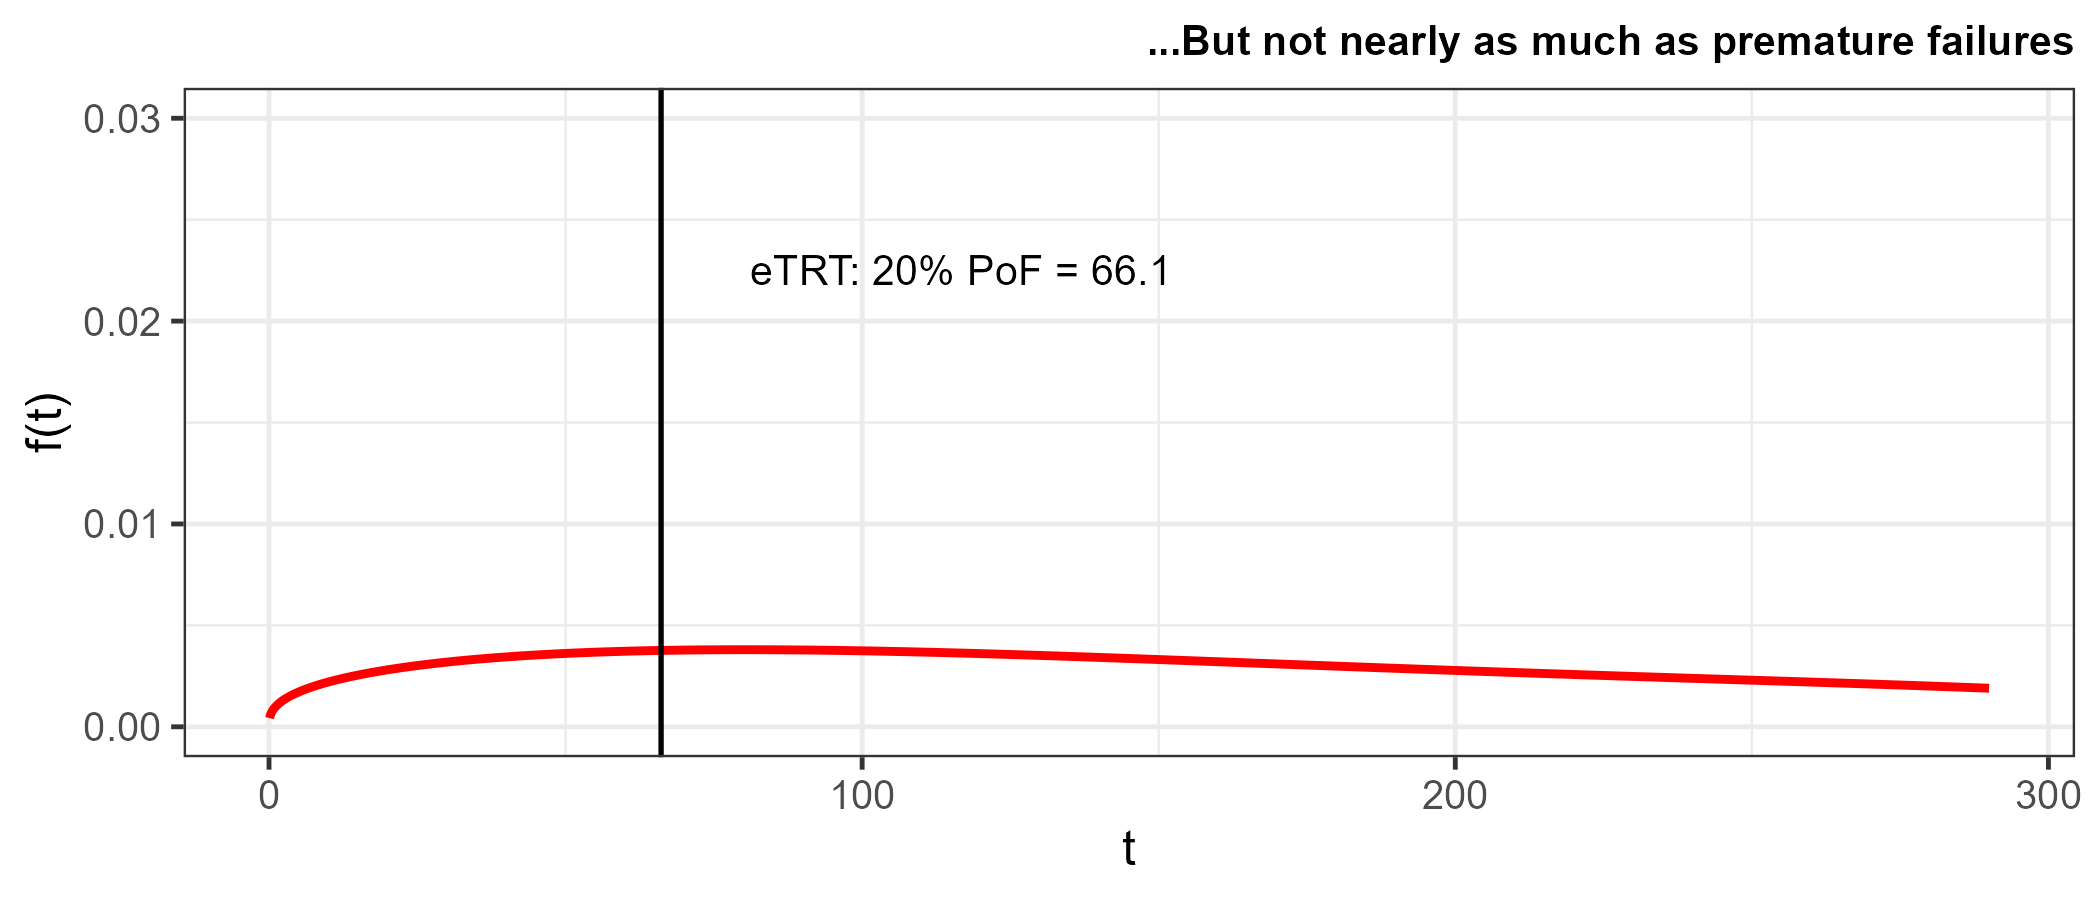 ...But not nearly as much as premature failures
0.03
0.02
0.01
0.00
f(t)
eTRT: 20% PoF = 66.1
0 100 200 300
t